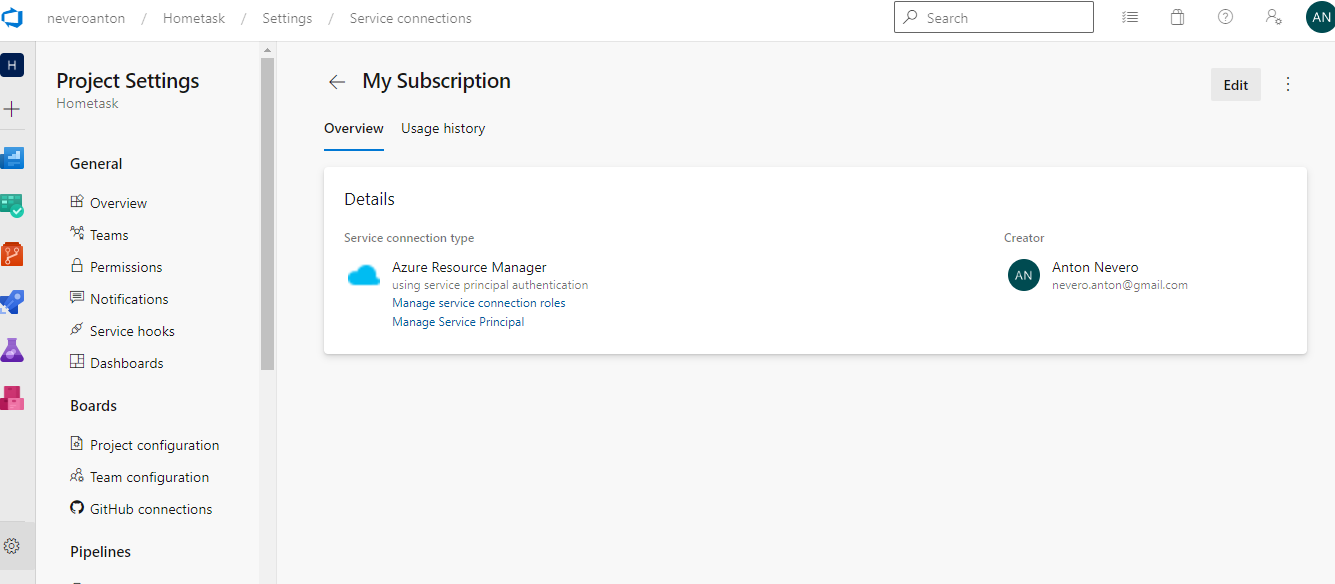 neveroanton / Hometask / Settings / Service connections
Search
AN
H
Project Settings
Hometask
General
Overview
Teams
Permissions
Notifications
Service hooks
Dashboards
Boards
Project configuration
Team configuration
GitHub connections
Pipelines
My Subscription
Edit
Overview Usage history
Details
Service connection type
Azure Resource Manager
using service principal authentication
Manage service connection roles
Manage Service Principal
Creator
AN
Anton Nevero
nevero.anton@gmail.com